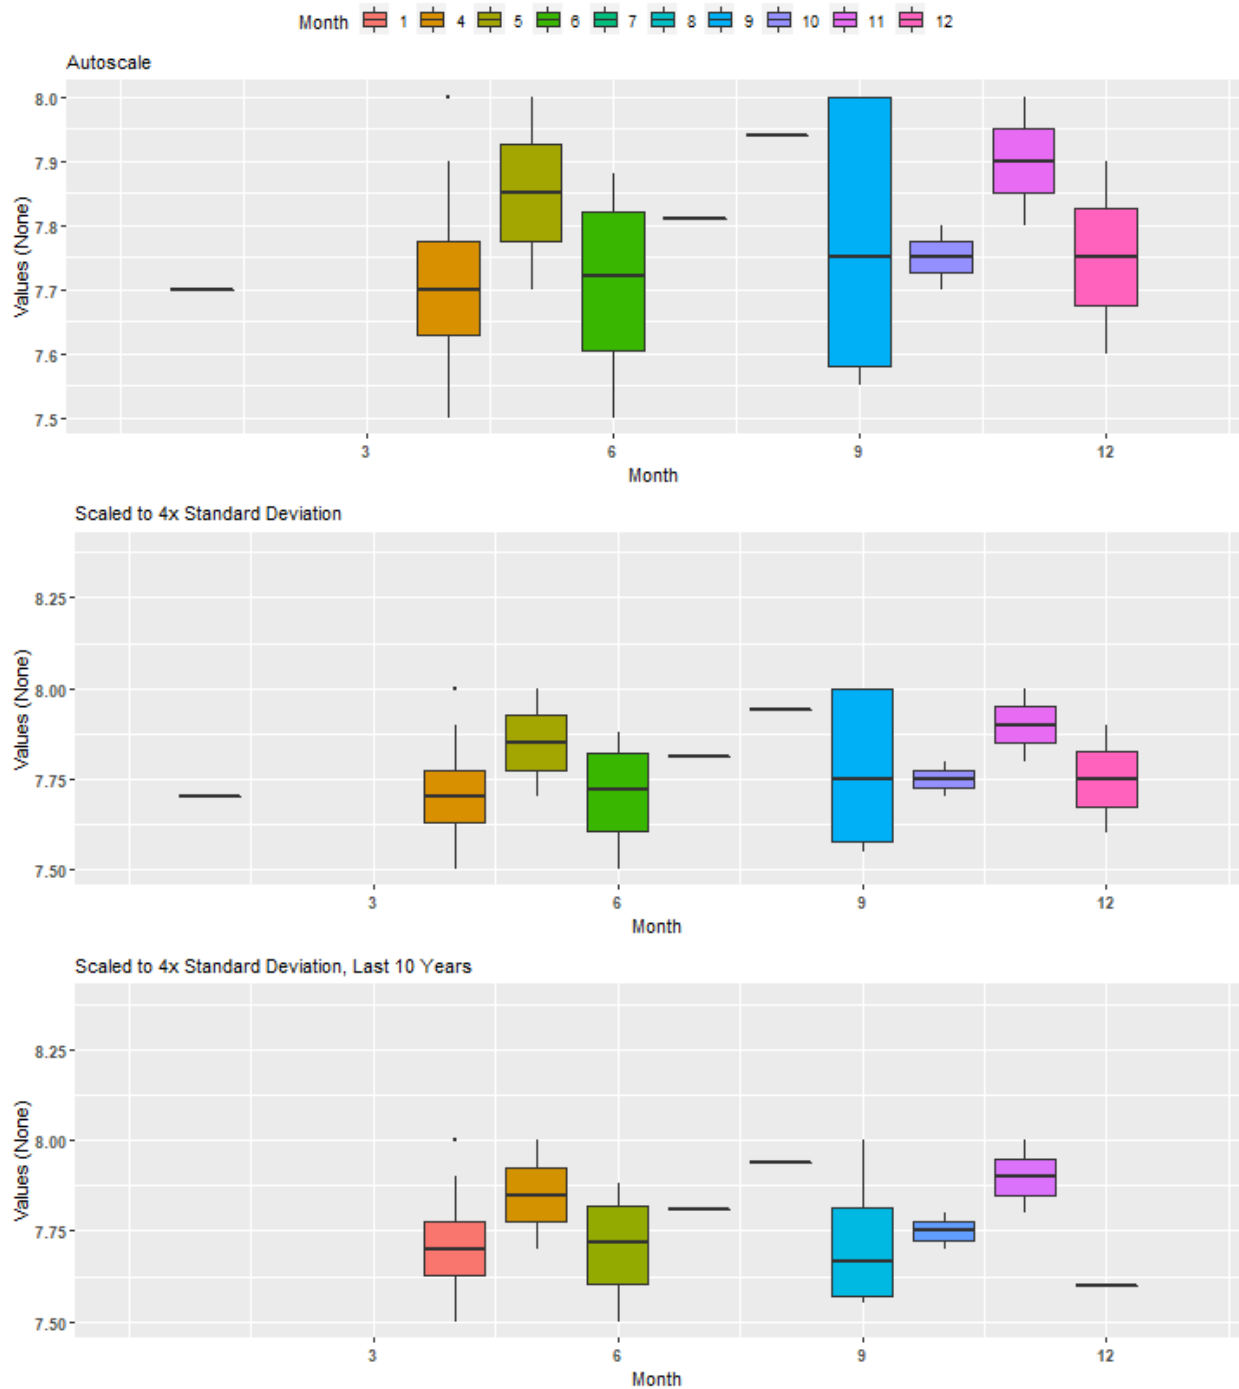 Month 1 4 5 6 7 8 9 10 11 12
Autoscale
8.0
7.9
7.8
7.7
7.6
7.5
Values (None)
3 6 9 12
Month
Scaled to 4x Standard Deviation
8.25
8.00
7.75
7.50
Values (None)
3 6 9 12
Month
Scaled to 4x Standard Deviation, Last 10 Years
8.25
8.00
7.75
7.50
Values (None)
3 6 9 12
Month